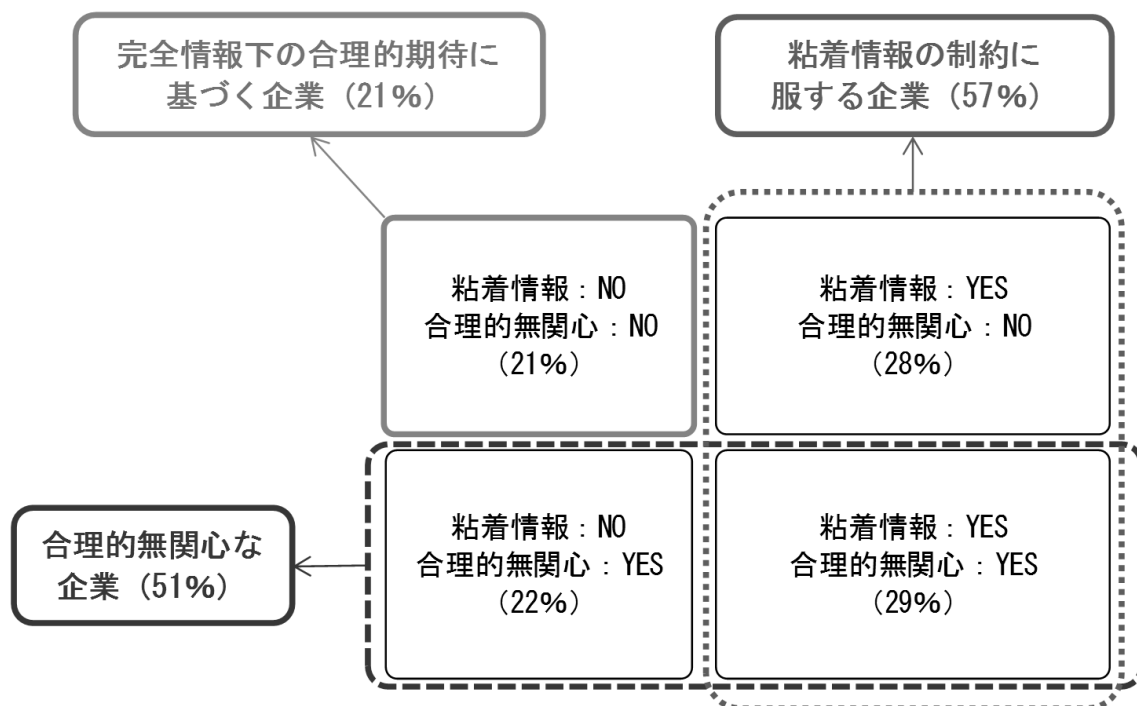 完全情報下の合理的期待に
基づく企業（21%）
粘着情報の制約に
服する企業（57%）
粘着情報：NO
合理的無関心：NO
（21%）
粘着情報：YES
合理的無関心：NO
（28%）
合理的無関心な
企業（51%）
粘着情報：NO
合理的無関心：YES
（22%）
粘着情報：YES
合理的無関心：YES
（29%）